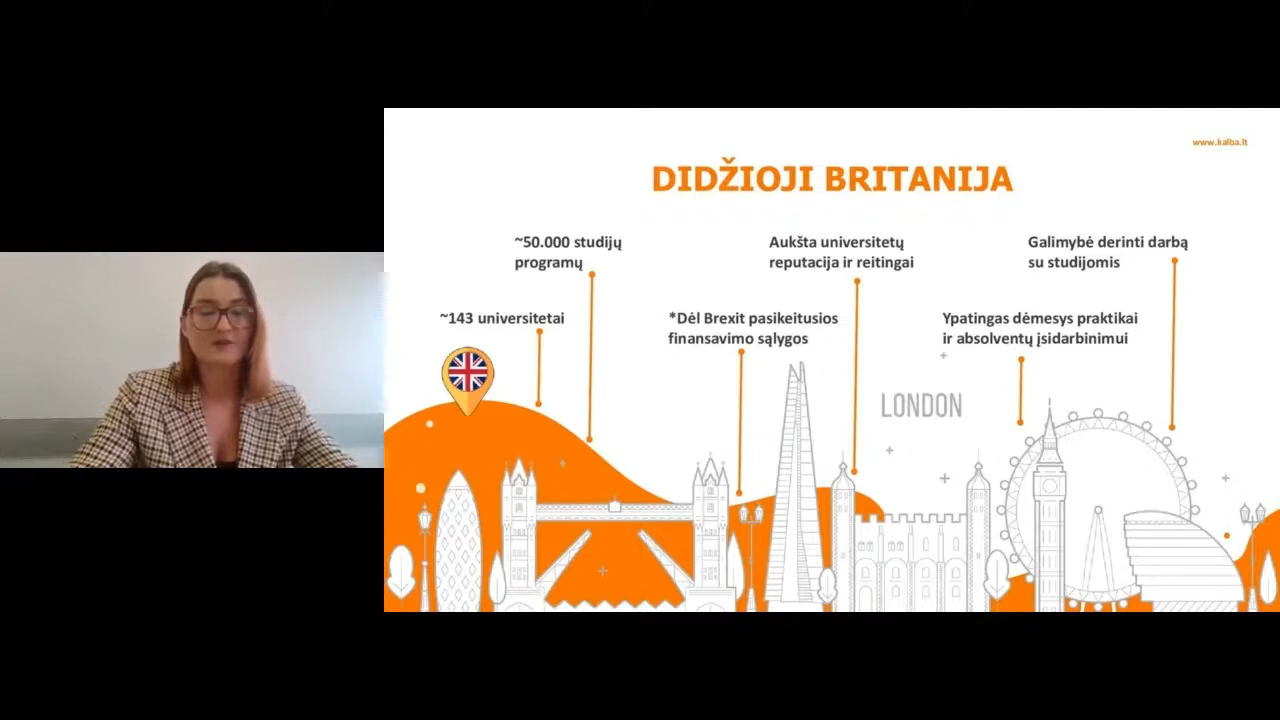 www.kalba.lt
DIDŽIOJI BRITANIJA
~50.000 studijų
programų
Aukšta universitetų
reputacija ir reitingai
Galimybė derinti darbą
su studijomis
~143 universitetai
*Dėl Brexit pasikeitusios
finansavimo sąlygos
Ypatingas dėmesys praktikai
ir absolventų įsidarbinimui
LONDON